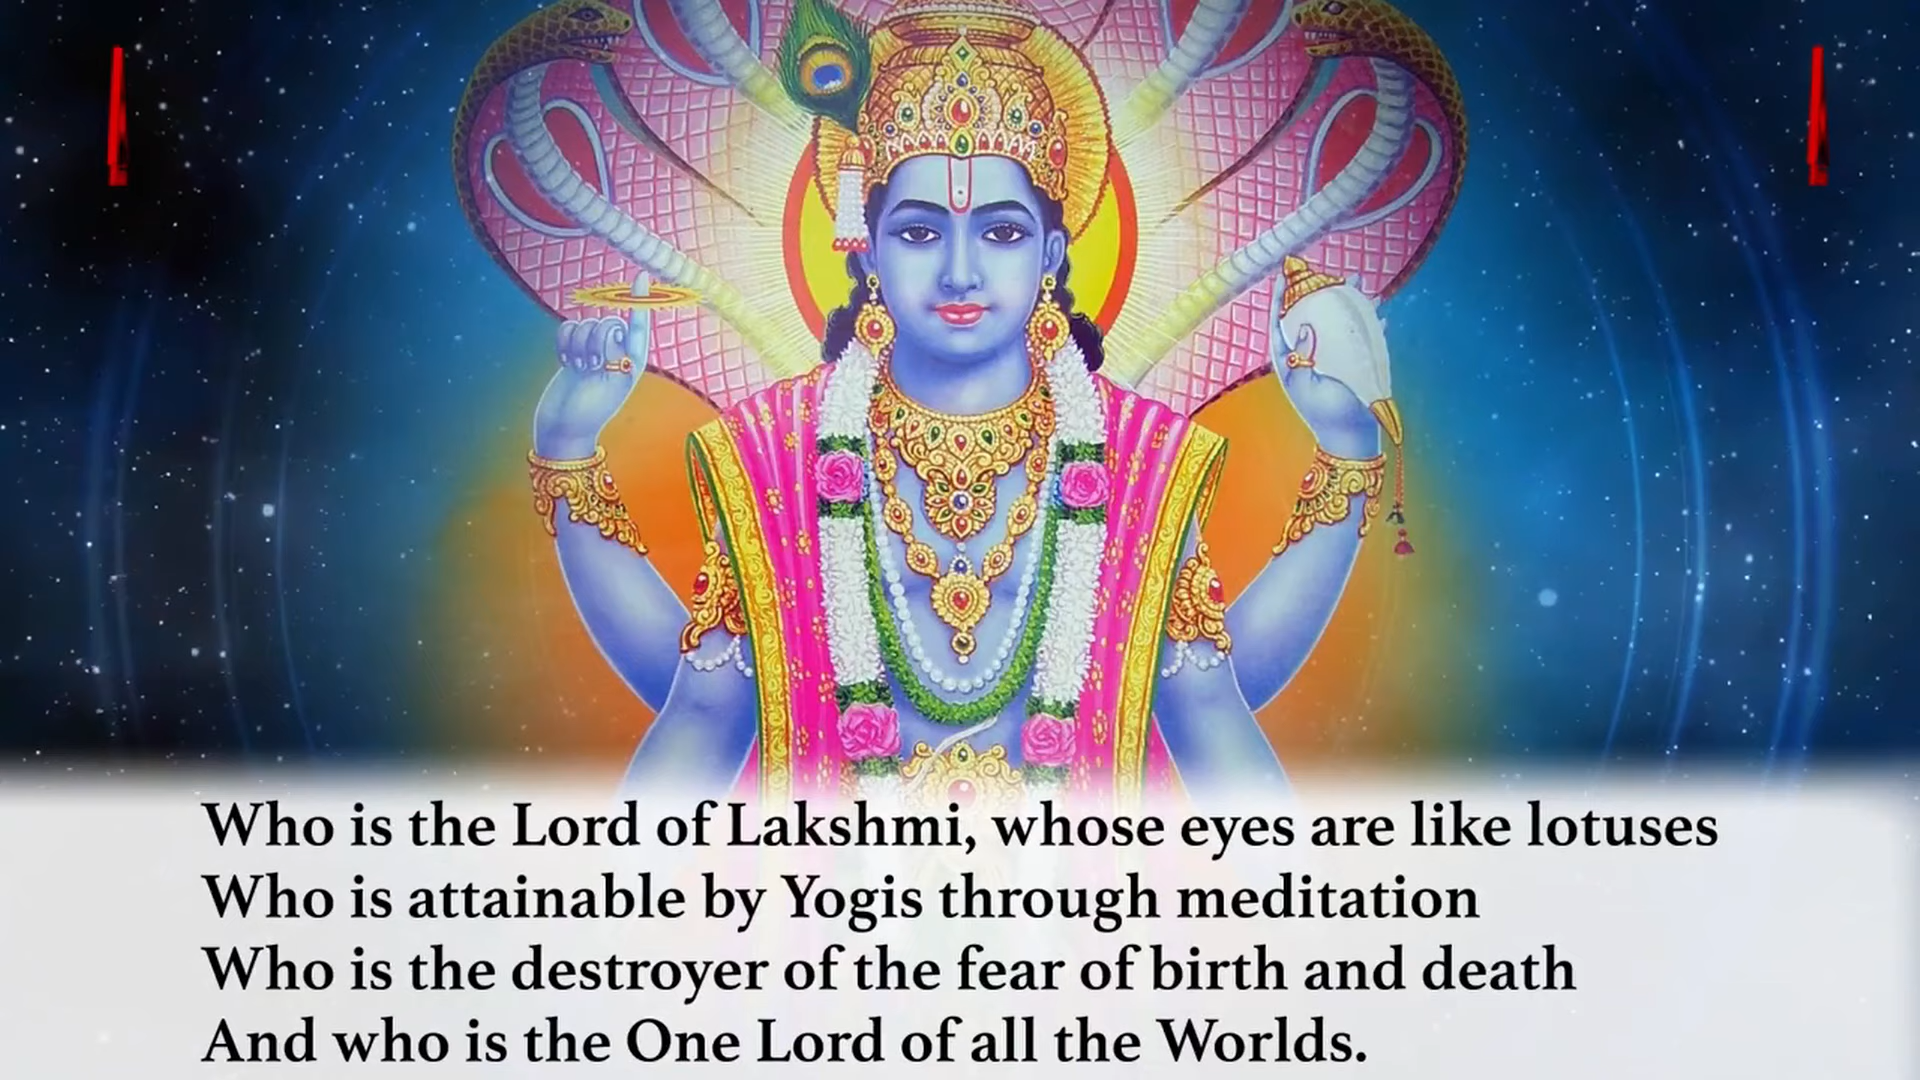 Who is the Lord of Lakshmi, whose eyes are like lotuses
Who is attainable by Yogis through meditation
Who is the destroyer of the fear of birth and death
And who is the One Lord of all the Worlds.